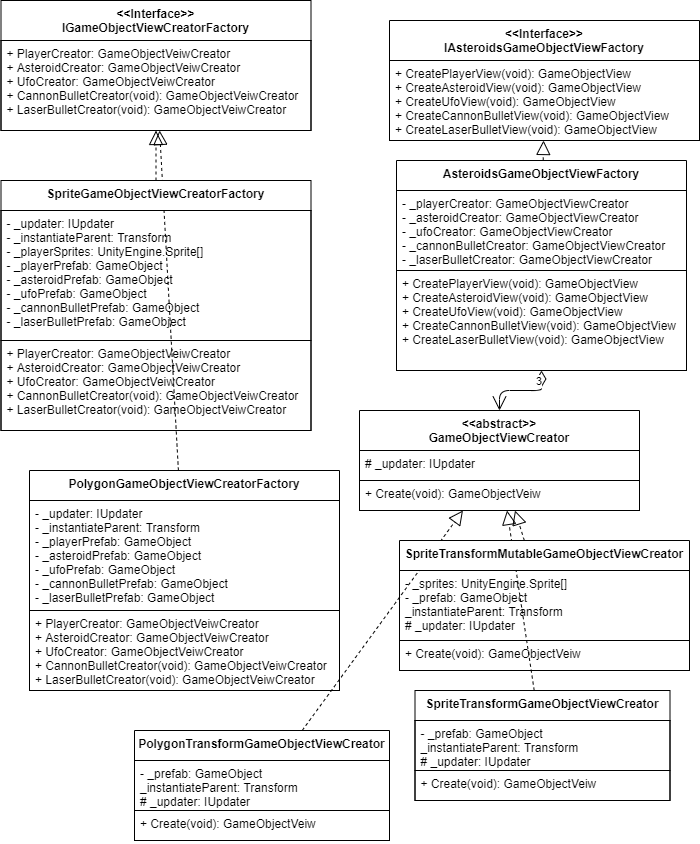 <<Interface>>
IGameObjectViewCreatorFactory
+ PlayerCreator: GameObjectVeiwCreator
+ AsteroidCreator: GameObjectVeiwCreator
+ UfoCreator: GameObjectVeiwCreator
+ CannonBulletCreator(void): GameObjectVeiwCreator
+ LaserBulletCreator(void): GameObjectVeiwCreator
<<Interface>>
IAsteroidsGameObjectViewFactory
+ CreatePlayerView(void): GameObjectView
+ CreateAsteroidView(void): GameObjectView
+ CreateUfoView(void): GameObjectView
+ CreateCannonBulletView(void): GameObjectView
+ CreateLaserBulletView(void): GameObjectView
SpriteGameObjectViewCreatorFactory
- _updater: IUpdater
- _instantiateParent: Transform
- _playerSprites: UnityEngine.Sprite[]
- _playerPrefab: GameObject
- _asteroidPrefab: GameObject
- _ufoPrefab: GameObject
- _cannonBulletPrefab: GameObject
- _laserBulletPrefab: GameObject
+ PlayerCreator: GameObjectVeiwCreator
+ AsteroidCreator: GameObjectVeiwCreator
+ UfoCreator: GameObjectVeiwCreator
+ CannonBulletCreator(void): GameObjectVeiwCreator
+ LaserBulletCreator(void): GameObjectVeiwCreator
AsteroidsGameObjectViewFactory
- _playerCreator: GameObjectViewCreator
- _asteroidCreator: GameObjectViewCreator
- _ufoCreator: GameObjectViewCreator
- _cannonBulletCreator: GameObjectViewCreator
- _laserBulletCreator: GameObjectViewCreator
+ CreatePlayerView(void): GameObjectView
+ CreateAsteroidView(void): GameObjectView
+ CreateUfoView(void): GameObjectView
+ CreateCannonBulletView(void): GameObjectView
+ CreateLaserBulletView(void): GameObjectView
3
<<abstract>>
GameObjectViewCreator
# _updater: IUpdater
+ Create(void): GameObjectVeiw
PolygonGameObjectViewCreatorFactory
- _updater: IUpdater
- _instantiateParent: Transform
- _playerPrefab: GameObject
- _asteroidPrefab: GameObject
- _ufoPrefab: GameObject
- _cannonBulletPrefab: GameObject
- _laserBulletPrefab: GameObject
+ PlayerCreator: GameObjectVeiwCreator
+ AsteroidCreator: GameObjectVeiwCreator
+ UfoCreator: GameObjectVeiwCreator
+ CannonBulletCreator(void): GameObjectVeiwCreator
+ LaserBulletCreator(void): GameObjectVeiwCreator
SpriteTransformMutableGameObjectViewCreator
- _sprites: UnityEngine.Sprite[]
- _prefab: GameObject
_instantiateParent: Transform
# _updater: IUpdater
+ Create(void): GameObjectVeiw
SpriteTransformGameObjectViewCreator
- _prefab: GameObject
_instantiateParent: Transform
# _updater: IUpdater
+ Create(void): GameObjectVeiw
PolygonTransformGameObjectViewCreator
- _prefab: GameObject
_instantiateParent: Transform
# _updater: IUpdater
+ Create(void): GameObjectVeiw